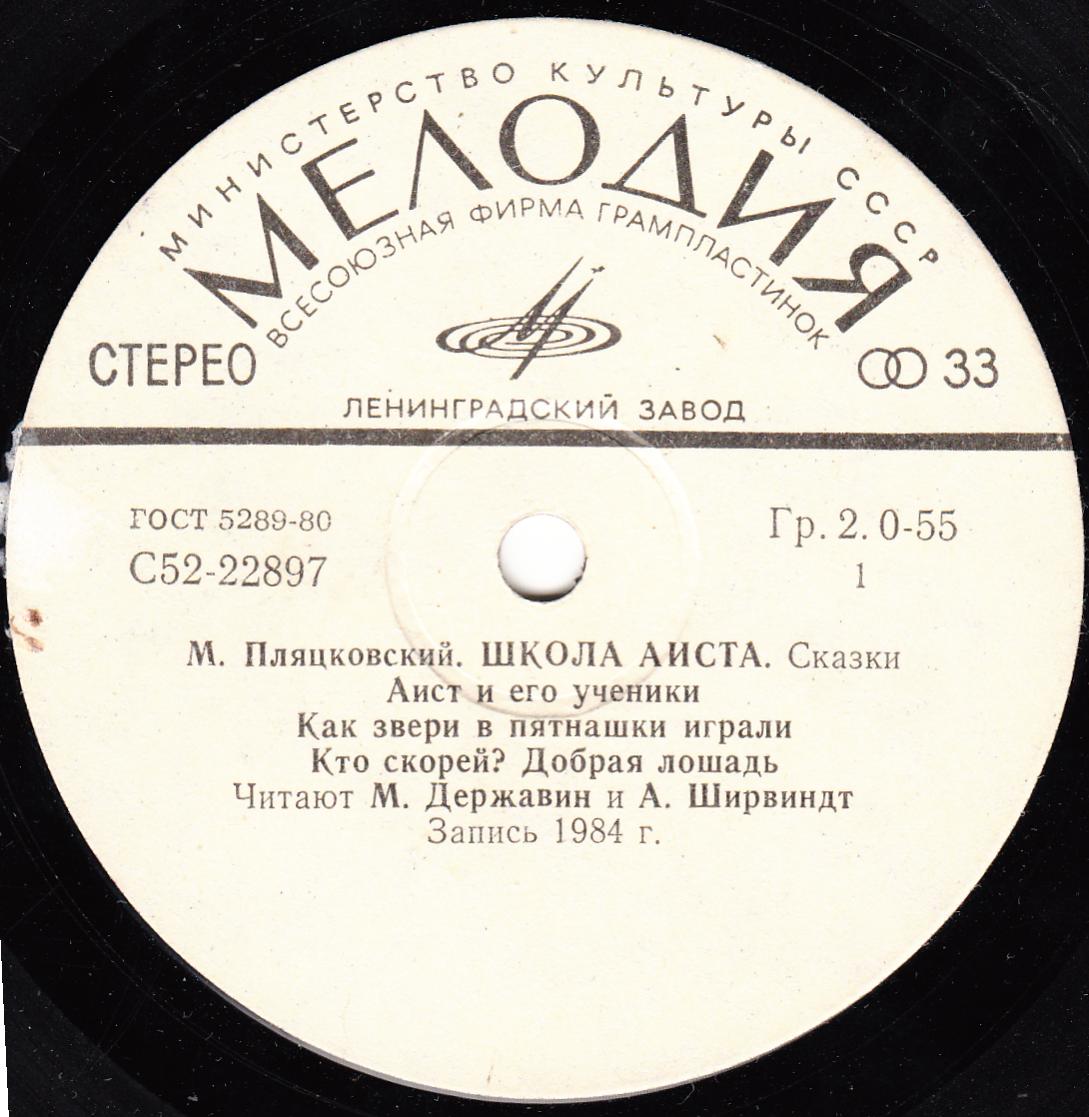 МИНИСТЕРСТВО КУЛЬТУРЫ СССР
МЕЛОДИЯ
ВСЕСОЮЗНАЯ ФИРМА ГРАМПЛАСТИНОК
СТЕРЕО
33
ЛЕНИНГРАДСКИЙ ЗАВОД
ГОСТ 5289-80
Гр. 2. 0-55
С52-22897
1
М. Пляцковский. ШКОЛА АИСТА. Сказки
Аист и его ученики
Как звери в пятнашки играли
Кто скорей? Добрая лошадь
Читают М. Державин и А. Ширвиндт
Запись 1984 г.